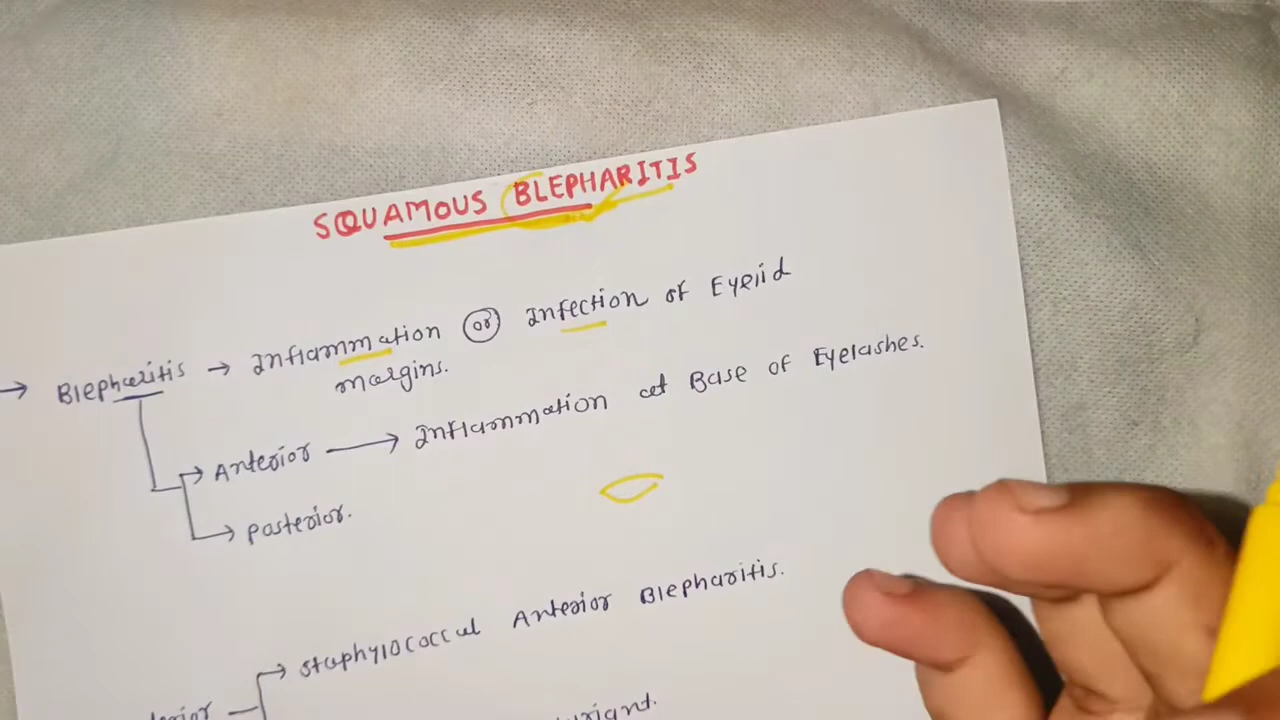 SQUAMOUS BLEPHARITIS
→ Blepharitis → Inflammation or Infection of Eyelid
margins.
→ Anterior → Inflammation at Base of Eyelashes.
→ posterior.
→ staphylococcal Anterior Blepharitis.